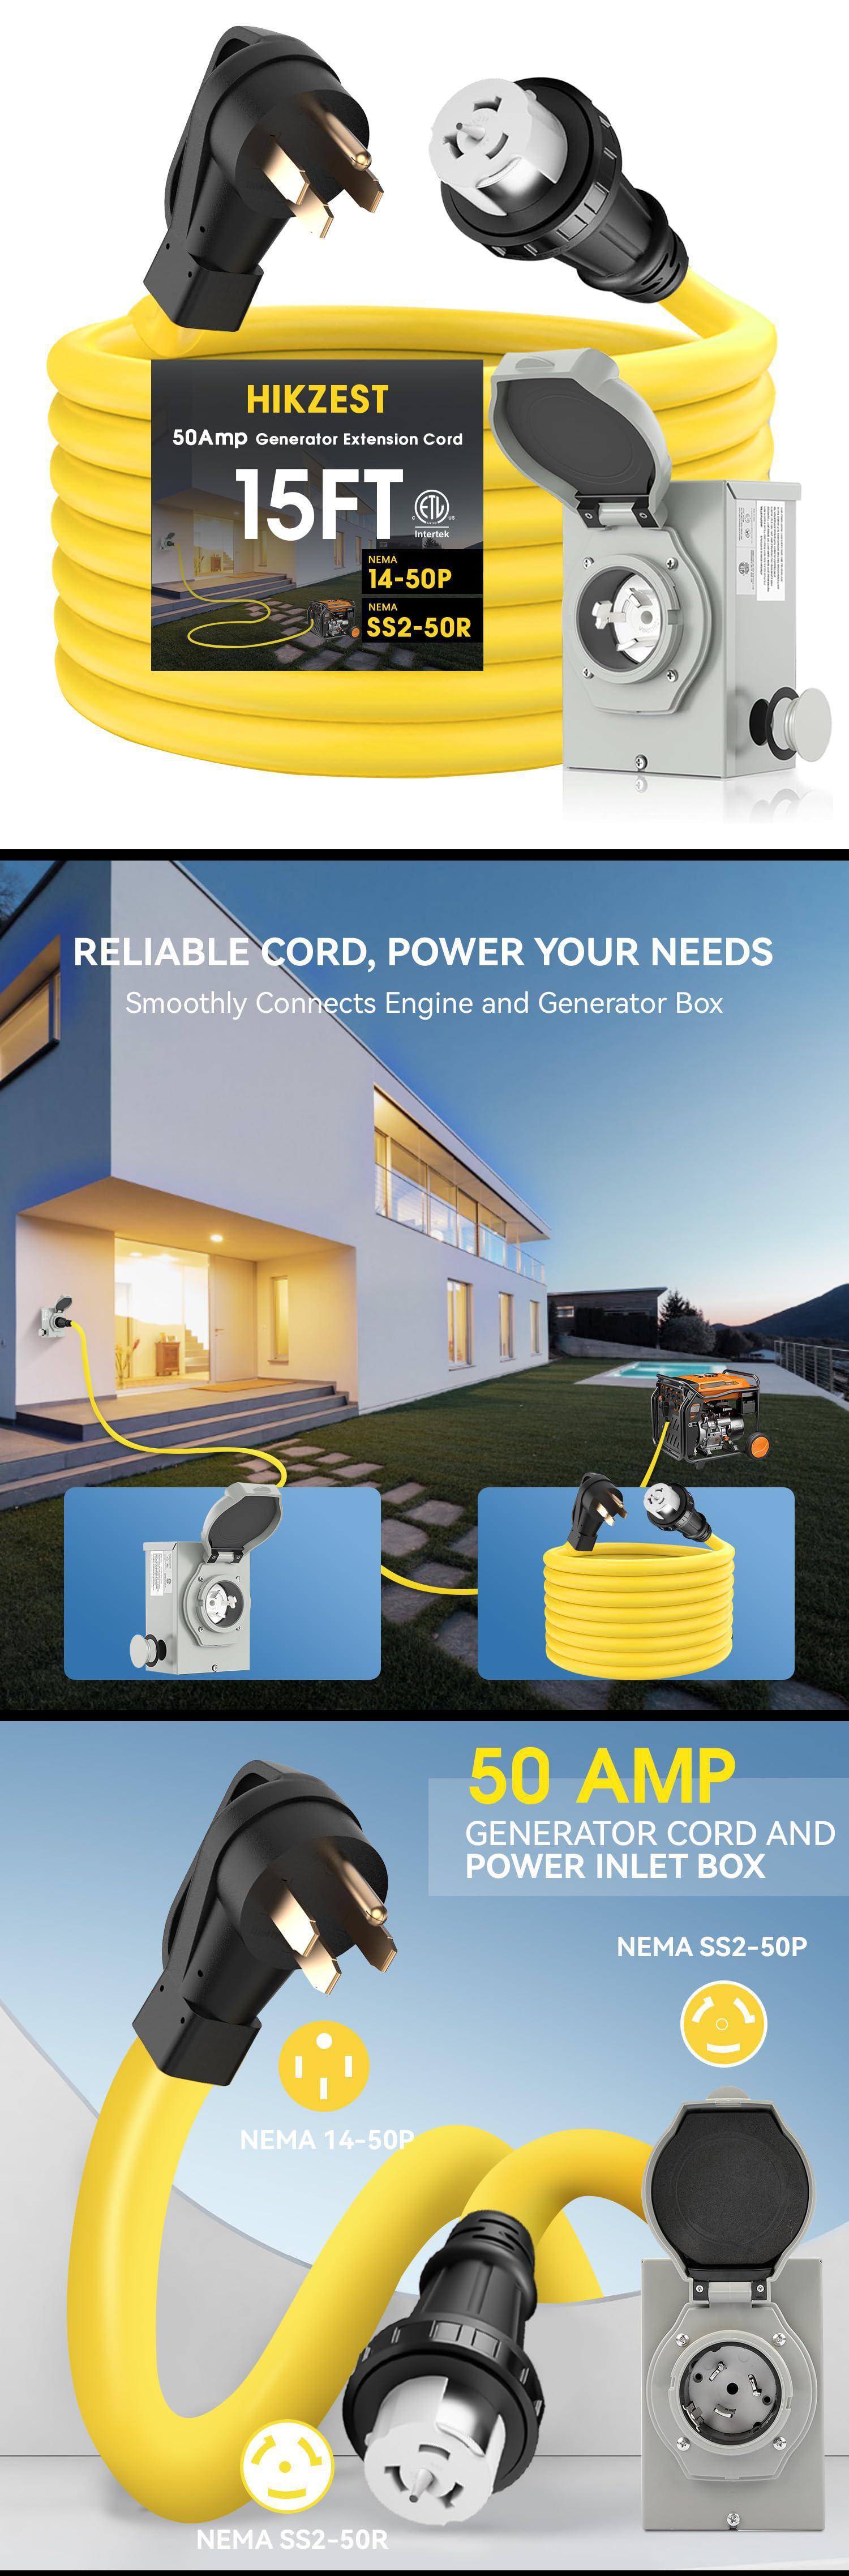 HIKZEST
50Amp Generator Extension Cord
15FT
ETL
C US
Intertek
NEMA
14-50P
NEMA
SS2-50R
RELIABLE CORD, POWER YOUR NEEDS
Smoothly Connects Engine and Generator Box
50 AMP
GENERATOR CORD AND
POWER INLET BOX
NEMA SS2-50P
NEMA 14-50P
NEMA SS2-50R